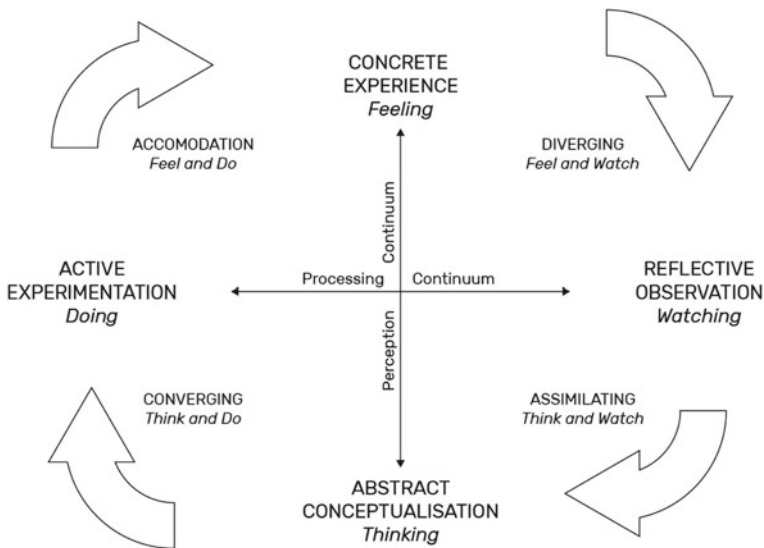 CONCRETE
EXPERIENCE
Feeling
ACCOMODATION
Feel and Do
DIVERGING
Feel and Watch
Continuum
ACTIVE
EXPERIMENTATION
Doing
Processing
Continuum
REFLECTIVE
OBSERVATION
Watching
Perception
CONVERGING
Think and Do
ASSIMILATING
Think and Watch
ABSTRACT
CONCEPTUALISATION
Thinking